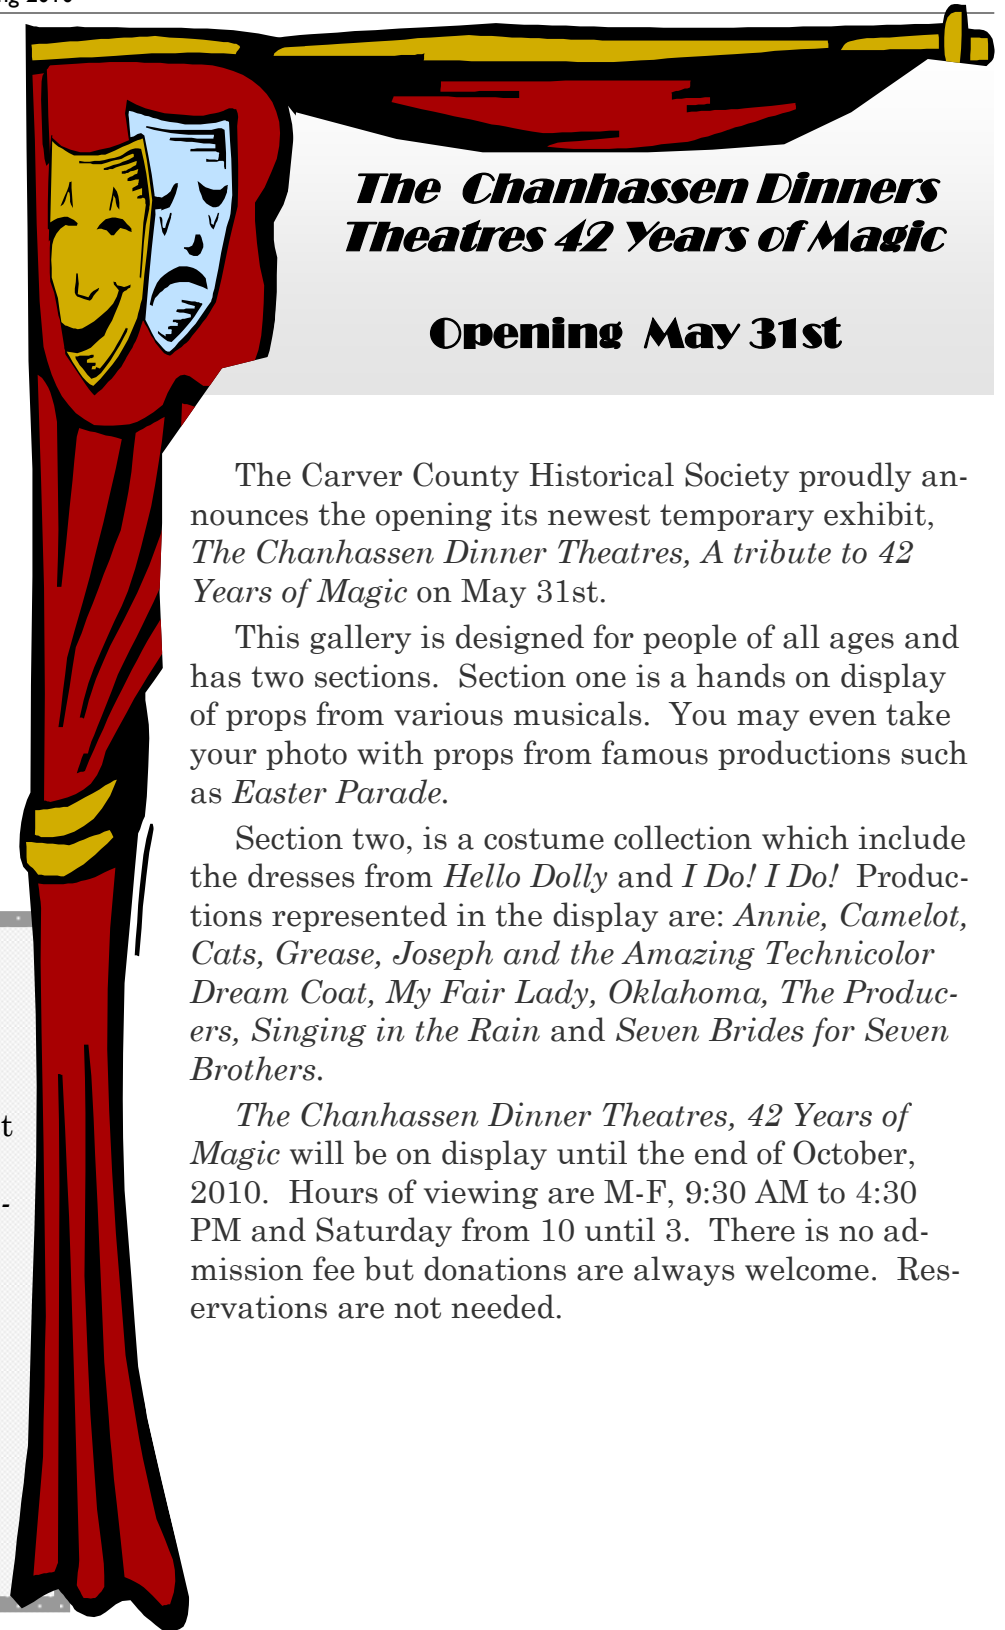 2010
The Chanhassen Dinners
Theatres 42 Years of Magic
Opening May 31st
The Carver County Historical Society proudly an-
nounces the opening its newest temporary exhibit,
The Chanhassen Dinner Theatres, A tribute to 42
Years of Magic on May 31st.
This gallery is designed for people of all ages and
has two sections. Section one is a hands on display
of props from various musicals. You may even take
your photo with props from famous productions such
as Easter Parade.
Section two, is a costume collection which include
the dresses from Hello Dolly and I Do! I Do! Produc-
tions represented in the display are: Annie, Camelot,
Cats, Grease, Joseph and the Amazing Technicolor
Dream Coat, My Fair Lady, Oklahoma, The Produc-
ers, Singing in the Rain and Seven Brides for Seven
Brothers.
The Chanhassen Dinner Theatres, 42 Years of
Magic will be on display until the end of October,
2010. Hours of viewing are M-F, 9:30 AM to 4:30
PM and Saturday from 10 until 3. There is no ad-
mission fee but donations are always welcome. Res-
ervations are not needed.